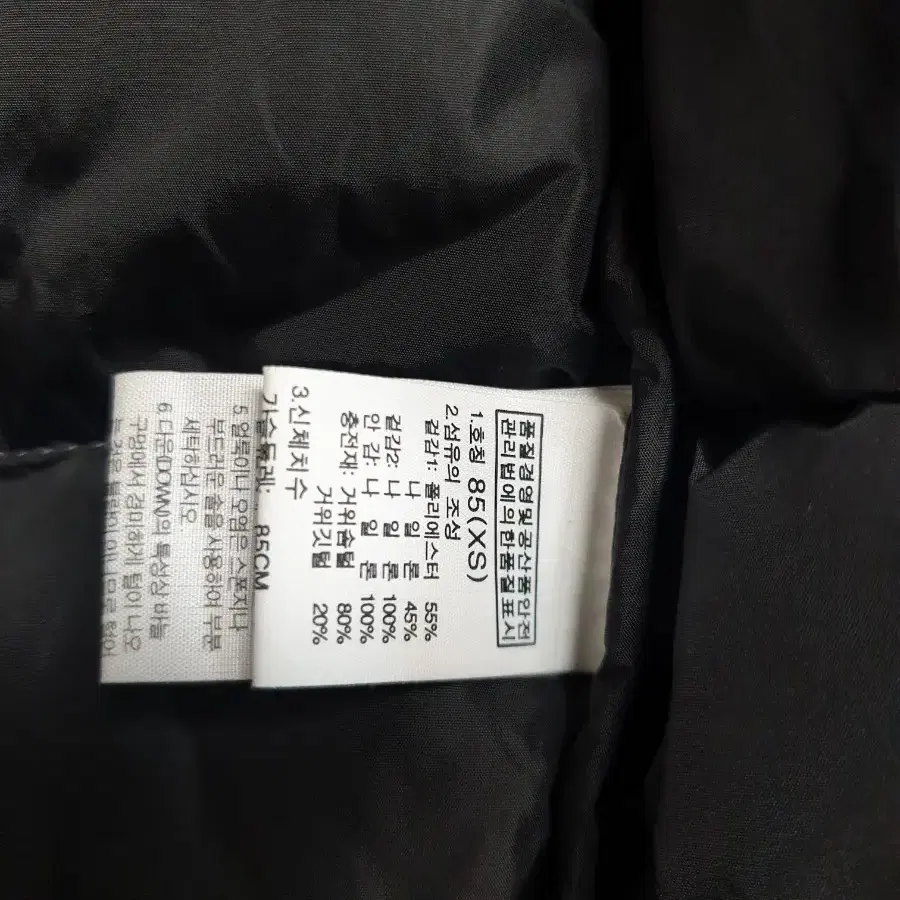 품질경영및공산품안전
관리법에의한품질표시
1.호칭 85(XS)
2.섬유의 조성
겉감1: 폴리에스터 55%
나 일 론 45%
겉감2: 나 일 론 100%
안 감: 나 일 론 100%
충전재: 거위솜털 80%
거위깃털 20%
3.신체치수
가슴둘레: 85CM
5.얼룩이나 오염은 스폰지나
부드러운 솔을 사용하여 부분
세탁하십시오
6.다운DOWN의 특성상 바늘
구멍에서 경미하게 털이 나오